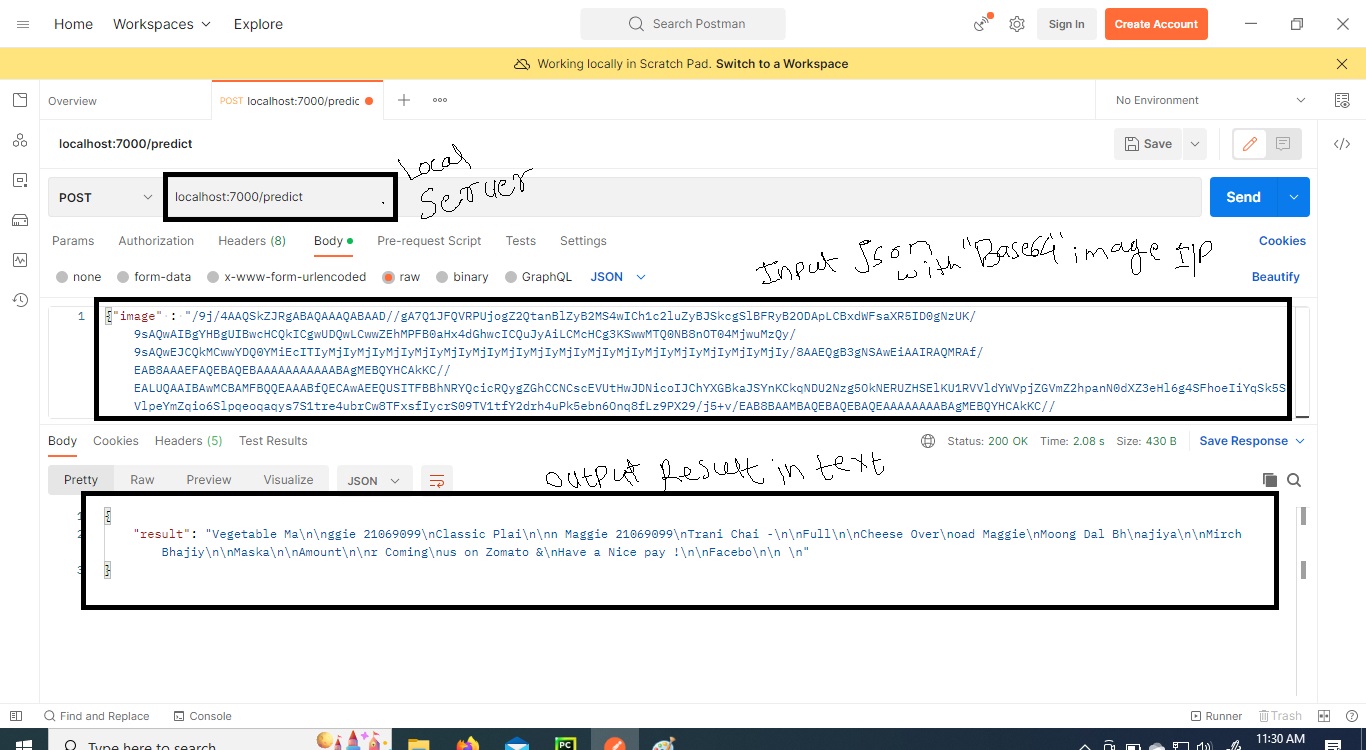 Home Workspaces Explore Search Postman Sign In Create Account
Working locally in Scratch Pad. Switch to a Workspace
Overview POST localhost:7000/predic No Environment
localhost:7000/predict Save
Local
Server
POST localhost:7000/predict Send
Params Authorization Headers (8) Body Pre-request Script Tests Settings Cookies
Input Json with "Base64" image I/P
none form-data x-www-form-urlencoded raw binary GraphQL JSON Beautify
1 {"image" : "/9j/4AAQSkZJRgABAQAAAQABAAD//gA7Q1JFQVRPUjogZ2QtanBlZyB2MS4wICh1c2luZyBJSkcgSlBFRyB2ODApLCBxdWFsaXR5ID0gNzUK/
9sAQwAIBgYHBgUIBwcHCQkICgwUDQwLCwwZEhMPFB0aHx4dGhwcICQuJyAiLCMcHCg3KSwwMTQ0NB8nOT04MjwuMzQy/
9sAQwEJCQkMCwwYDQ0YMiEcITIyMjIyMjIyMjIyMjIyMjIyMjIyMjIyMjIyMjIyMjIyMjIyMjIyMjIyMjIyMjIyMjIy/8AAEQgB3gNSAwEiAAIRAQMRAf/
EAB8AAAEFAQEBAQEBAAAAAAAAAAABAgMEBQYHCAkKC//
EALUQAAIBAwMCBAMFBQQEAAABfQECAwAEEQUSITFBBhNRYQcicRQygZGhCCNCscEVUtHwJDNicoIJChYXGBkaJSYnKCkqNDU2Nzg5OkNERUZHSElKU1RVVldYWVpjZGVmZ2hpanN0dXZ3eHl6g4SFhoeIiYqSk5S
VlpeYmZqio6Slpqeoqaqys7S1tre4ubrCw8TFxsfIycrS09TV1tfY2drh4uPk5ebn6Onq8fLz9PX29/j5+v/EAB8BAAMBAQEBAQEBAQEAAAAAAAABAgMEBQYHCAkKC//
Body Cookies Headers (5) Test Results Status: 200 OK Time: 2.08 s Size: 430 B Save Response
Output Result in text
Pretty Raw Preview Visualize JSON
1 {
2 "result": "Vegetable Ma\n\nggie 21069099\nClassic Plai\n\nn Maggie 21069099\nTrani Chai -\n\nFull\n\nCheese Over\noad Maggie\nMoong Dal Bh\najiya\n\nMirch
Bhajiy\n\nMaska\n\nAmount\n\nr Coming\nus on Zomato &\nHave a Nice pay !\n\nFacebo\n\n \n"
3 }
Find and Replace Console Runner Trash
Type here to search PC 11:30 AM